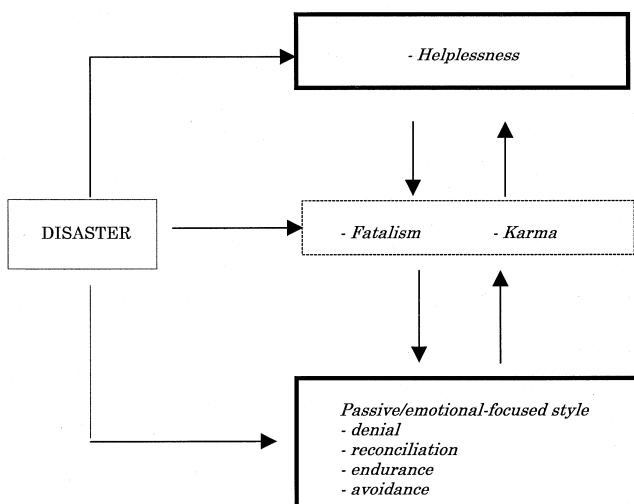 - Helplessness
DISASTER
- Fatalism - Karma
Passive/emotional-focused style
- denial
- reconciliation
- endurance
- avoidance